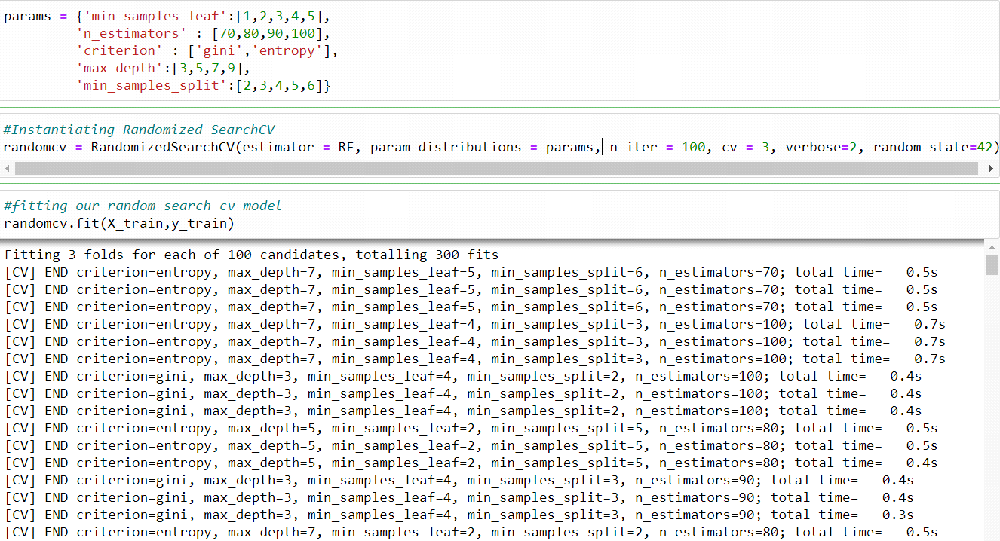 params = {'min_samples_leaf':[1,2,3,4,5],
'n_estimators' : [70,80,90,100],
'criterion' : ['gini','entropy'],
'max_depth':[3,5,7,9],
'min_samples_split':[2,3,4,5,6]}
#Instantiating Randomized SearchCV
randomcv = RandomizedSearchCV(estimator = RF, param_distributions = params, n_iter = 100, cv = 3, verbose=2, random_state=42)
#fitting our random search cv model
randomcv.fit(X_train,y_train)
Fitting 3 folds for each of 100 candidates, totalling 300 fits
[CV] END criterion=entropy, max_depth=7, min_samples_leaf=5, min_samples_split=6, n_estimators=70; total time=   0.5s
[CV] END criterion=entropy, max_depth=7, min_samples_leaf=5, min_samples_split=6, n_estimators=70; total time=   0.5s
[CV] END criterion=entropy, max_depth=7, min_samples_leaf=5, min_samples_split=6, n_estimators=70; total time=   0.5s
[CV] END criterion=entropy, max_depth=7, min_samples_leaf=4, min_samples_split=3, n_estimators=100; total time=   0.7s
[CV] END criterion=entropy, max_depth=7, min_samples_leaf=4, min_samples_split=3, n_estimators=100; total time=   0.7s
[CV] END criterion=entropy, max_depth=7, min_samples_leaf=4, min_samples_split=3, n_estimators=100; total time=   0.7s
[CV] END criterion=gini, max_depth=3, min_samples_leaf=4, min_samples_split=2, n_estimators=100; total time=   0.4s
[CV] END criterion=gini, max_depth=3, min_samples_leaf=4, min_samples_split=2, n_estimators=100; total time=   0.4s
[CV] END criterion=gini, max_depth=3, min_samples_leaf=4, min_samples_split=2, n_estimators=100; total time=   0.4s
[CV] END criterion=entropy, max_depth=5, min_samples_leaf=2, min_samples_split=5, n_estimators=80; total time=   0.5s
[CV] END criterion=entropy, max_depth=5, min_samples_leaf=2, min_samples_split=5, n_estimators=80; total time=   0.5s
[CV] END criterion=entropy, max_depth=5, min_samples_leaf=2, min_samples_split=5, n_estimators=80; total time=   0.4s
[CV] END criterion=gini, max_depth=3, min_samples_leaf=4, min_samples_split=3, n_estimators=90; total time=   0.4s
[CV] END criterion=gini, max_depth=3, min_samples_leaf=4, min_samples_split=3, n_estimators=90; total time=   0.4s
[CV] END criterion=gini, max_depth=3, min_samples_leaf=4, min_samples_split=3, n_estimators=90; total time=   0.3s
[CV] END criterion=entropy, max_depth=7, min_samples_leaf=2, min_samples_split=2, n_estimators=80; total time=   0.5s